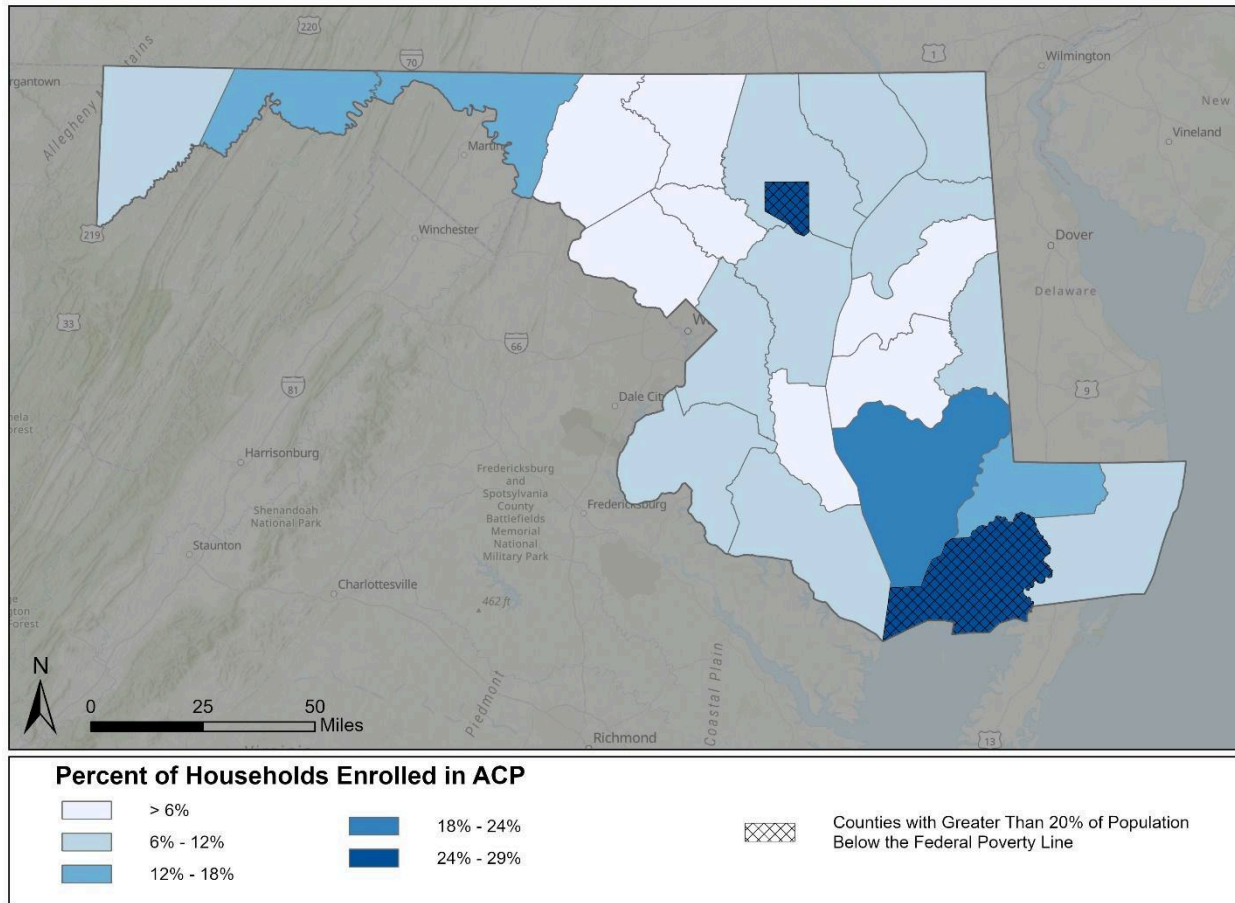 220
70
1
Wilmington
organtown
Allegheny Mountains
New
Vineland
Martin
219
Winchester
Dover
Delaware
33
66
W
81
Dale City
9
Harrisonburg
Fredericksburg
and
Spotsylvania
County
Battlefields
Memorial
National
Military Park
Fredericksburg
Shenandoah
National Park
Staunton
Charlottesville
462 ft
Forest
N
0 25 50
Miles
Piedmont
Coastal Plain
Richmond
13
Percent of Households Enrolled in ACP
> 6%
6% - 12%
12% - 18%
18% - 24%
24% - 29%
Counties with Greater Than 20% of Population
Below the Federal Poverty Line